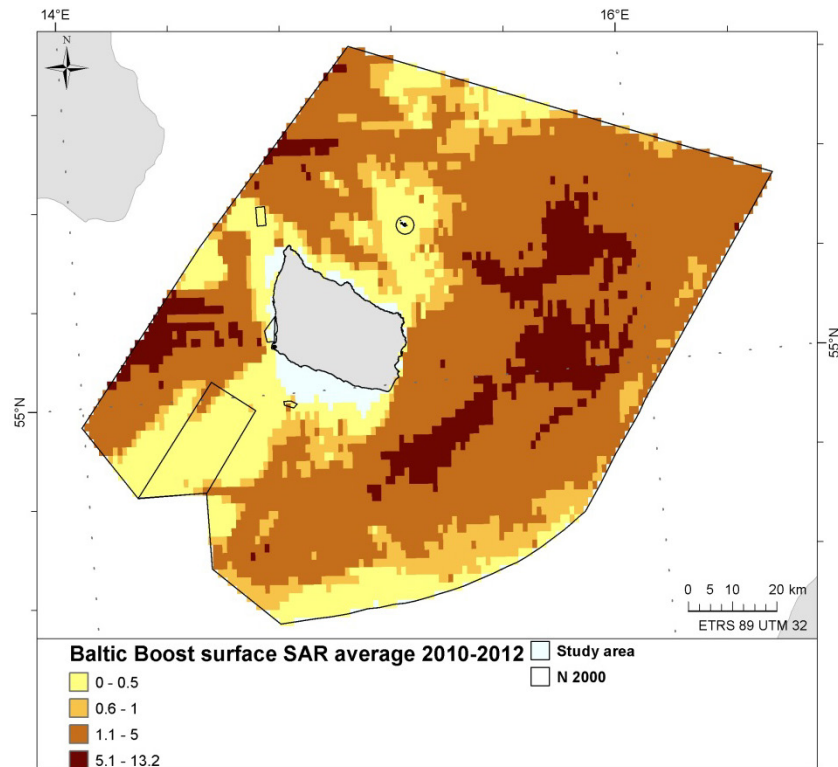 14°E
16°E
N
55°N
55°N
0 5 10 20 km
ETRS 89 UTM 32
Baltic Boost surface SAR average 2010-2012
0 - 0.5
0.6 - 1
1.1 - 5
5.1 - 13.2
Study area
N 2000